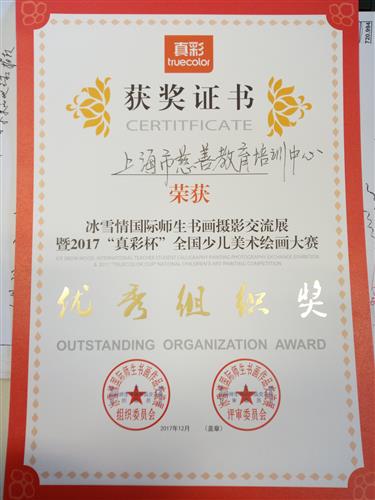 真彩
truecolor
获奖证书
CERTITFICATE
上海市慈善教育培训中心
荣获
冰雪情国际师生书画摄影交流展
暨2017“真彩杯”全国少儿美术绘画大赛
优秀组织奖
OUTSTANDING ORGANIZATION AWARD
组织委员会
评审委员会
2017年12月 (盖章)
720.994